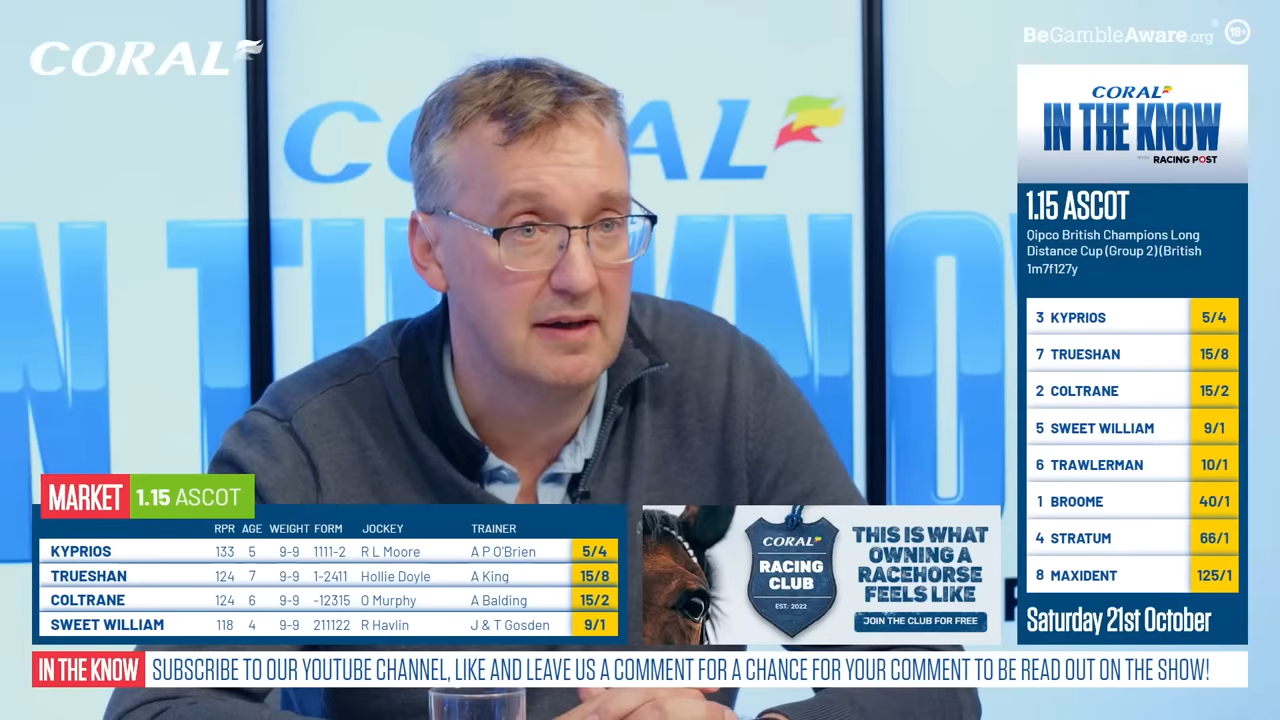 CORAL
BeGambleAware.org® 18+
CORAL
IN THE KNOW
CORAL
IN THE KNOW
WITH RACING POST
1.15 ASCOT
Qipco British Champions Long
Distance Cup (Group 2)(British
1m7f127y
3 KYPRIOS 5/4
7 TRUESHAN 15/8
2 COLTRANE 15/2
5 SWEET WILLIAM 9/1
6 TRAWLERMAN 10/1
1 BROOME 40/1
4 STRATUM 66/1
8 MAXIDENT 125/1
Saturday 21st October
MARKET 1.15 ASCOT
RPR AGE WEIGHT FORM JOCKEY TRAINER
KYPRIOS 133 5 9-9 1111-2 R L Moore A P O'Brien 5/4
TRUESHAN 124 7 9-9 1-2411 Hollie Doyle A King 15/8
COLTRANE 124 6 9-9 -12315 O Murphy A Balding 15/2
SWEET WILLIAM 118 4 9-9 211122 R Havlin J & T Gosden 9/1
CORAL
RACING
CLUB
EST. 2022
THIS IS WHAT
OWNING A
RACEHORSE
FEELS LIKE
JOIN THE CLUB FOR FREE
IN THE KNOW SUBSCRIBE TO OUR YOUTUBE CHANNEL, LIKE AND LEAVE US A COMMENT FOR A CHANCE FOR YOUR COMMENT TO BE READ OUT ON THE SHOW!